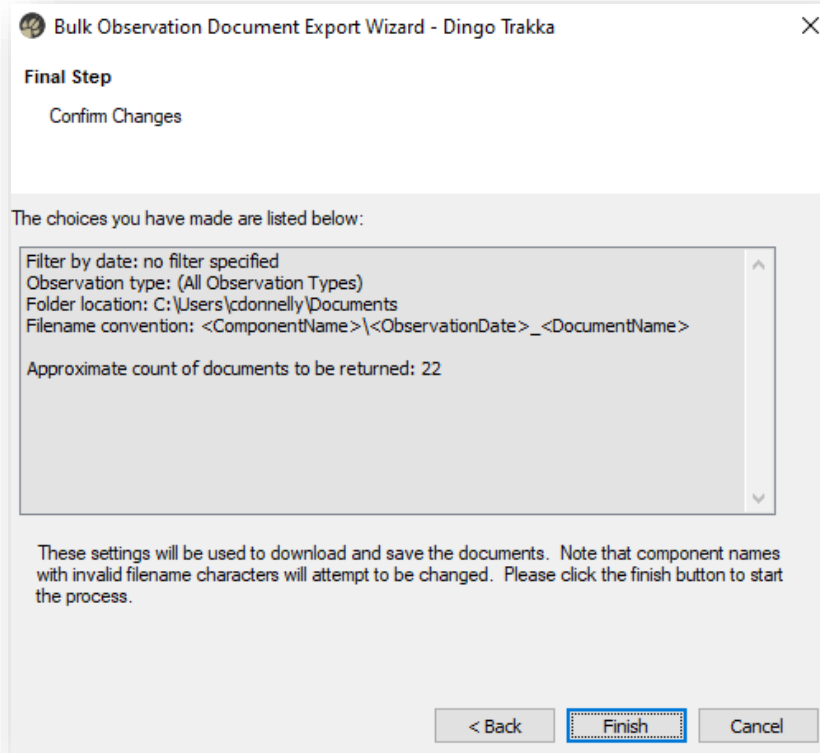 Bulk Observation Document Export Wizard - Dingo Trakka
Final Step
Confirm Changes
The choices you have made are listed below:
Filter by date: no filter specified
Observation type: (All Observation Types)
Folder location: C:\Users\cdonnelly\Documents
Filename convention: <ComponentName>\<ObservationDate>_<DocumentName>
Approximate count of documents to be returned: 22
These settings will be used to download and save the documents.  Note that component names
with invalid filename characters will attempt to be changed.  Please click the finish button to start
the process.
< Back
Finish
Cancel